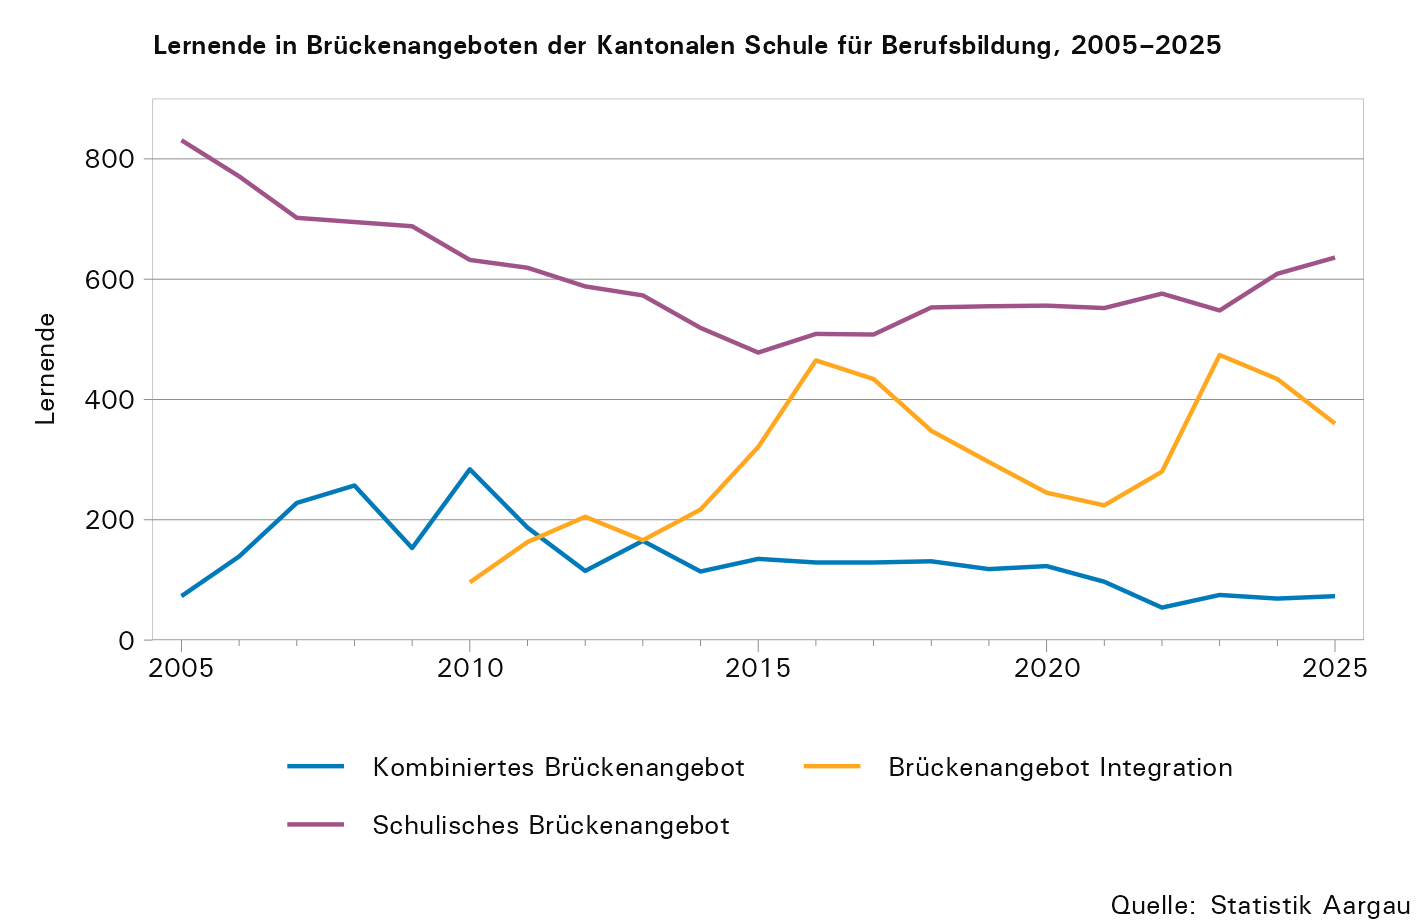 Lernende in Brückenangeboten der Kantonalen Schule für Berufsbildung, 2005–2025
800
600
400
200
0
Lernende
2005 2010 2015 2020 2025
Kombiniertes Brückenangebot Brückenangebot Integration
Schulisches Brückenangebot
Quelle: Statistik Aargau